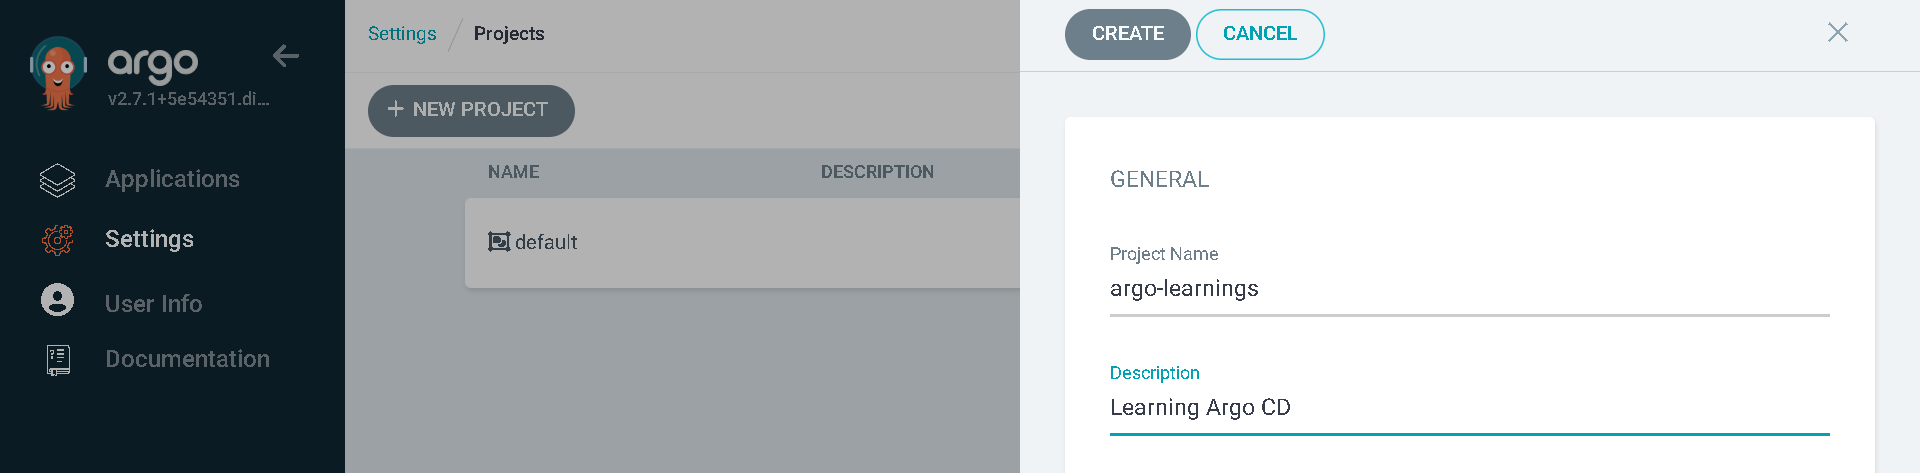 argo
v2.7.1+5e54351.di...
Applications
Settings
User Info
Documentation
Settings / Projects
+ NEW PROJECT
NAME DESCRIPTION
default
CREATE CANCEL
GENERAL
Project Name
argo-learnings
Description
Learning Argo CD